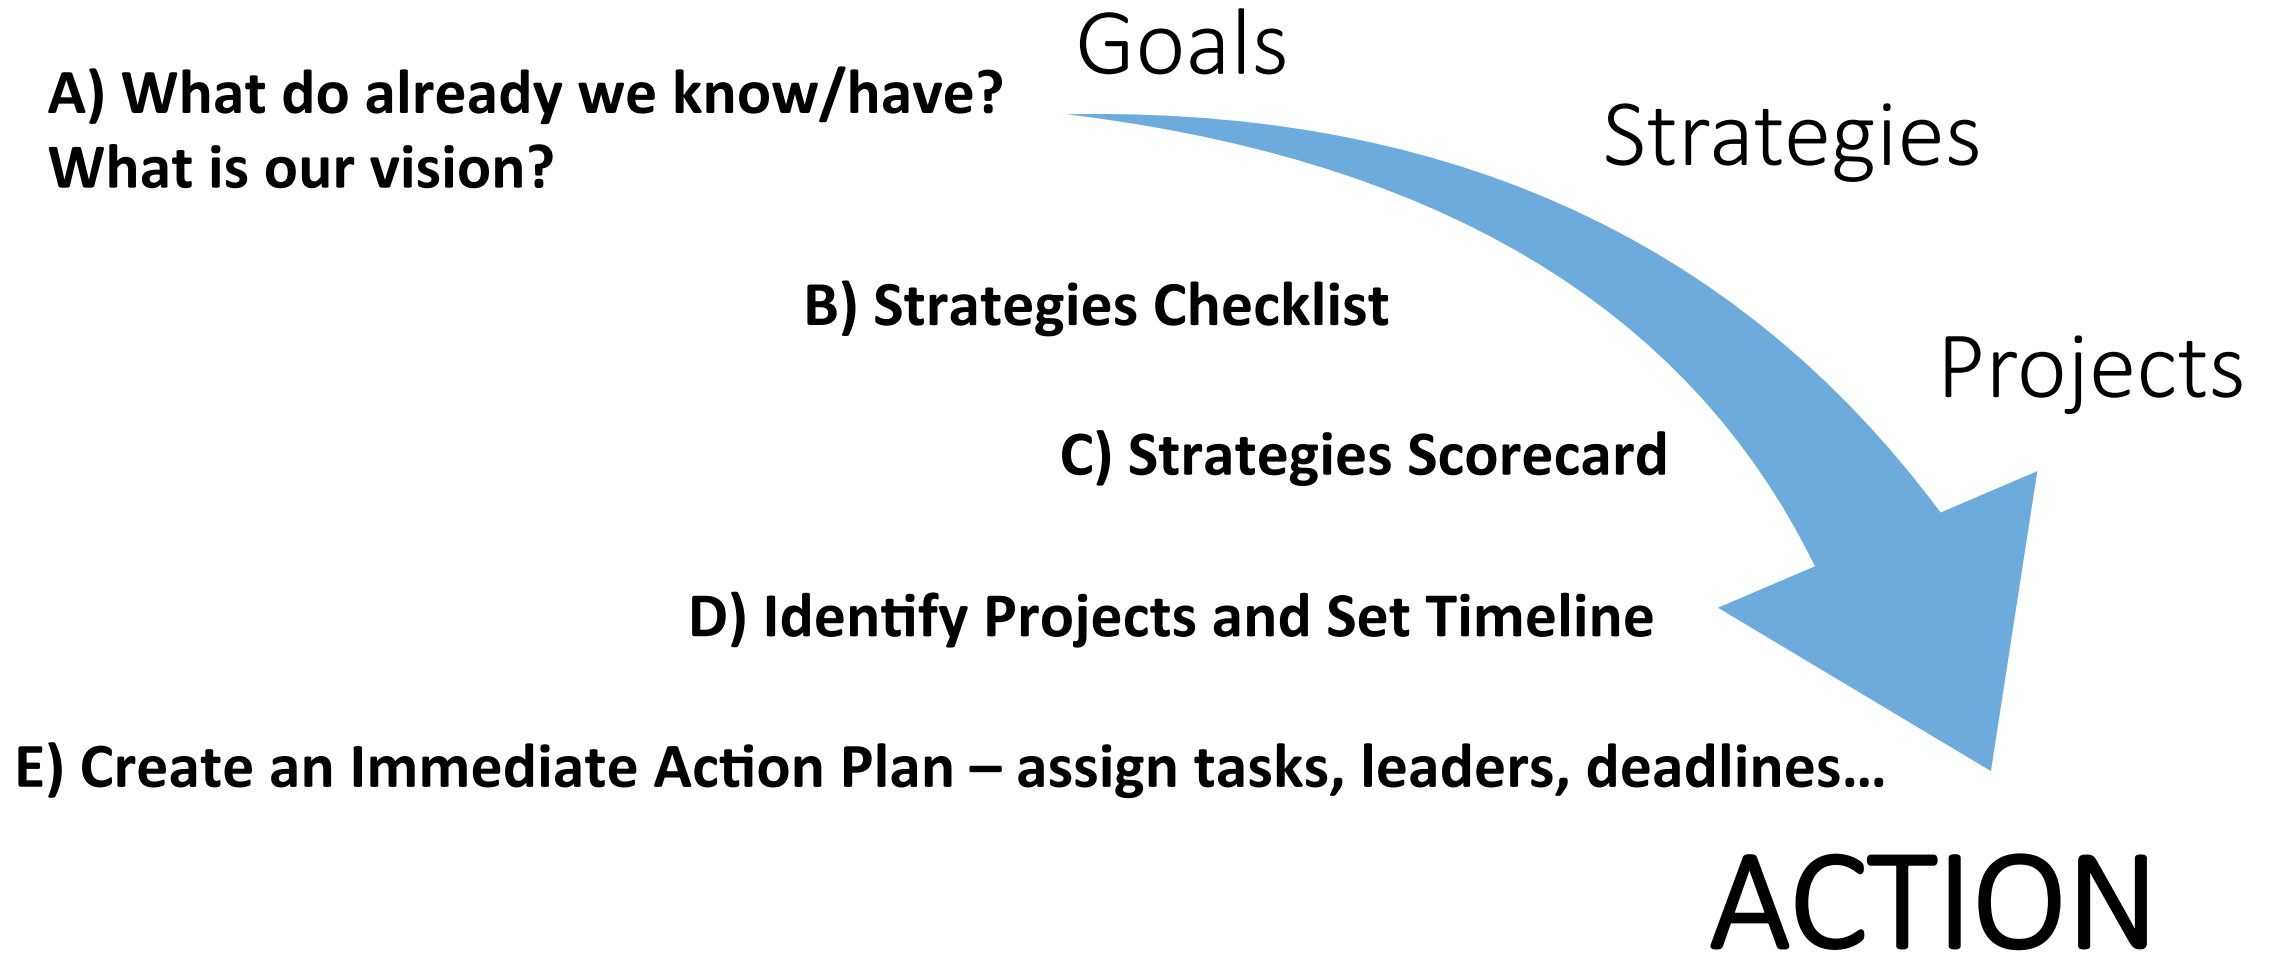 Goals
A) What do already we know/have?
What is our vision?
Strategies
B) Strategies Checklist
Projects
C) Strategies Scorecard
D) Identify Projects and Set Timeline
E) Create an Immediate Action Plan – assign tasks, leaders, deadlines…
ACTION